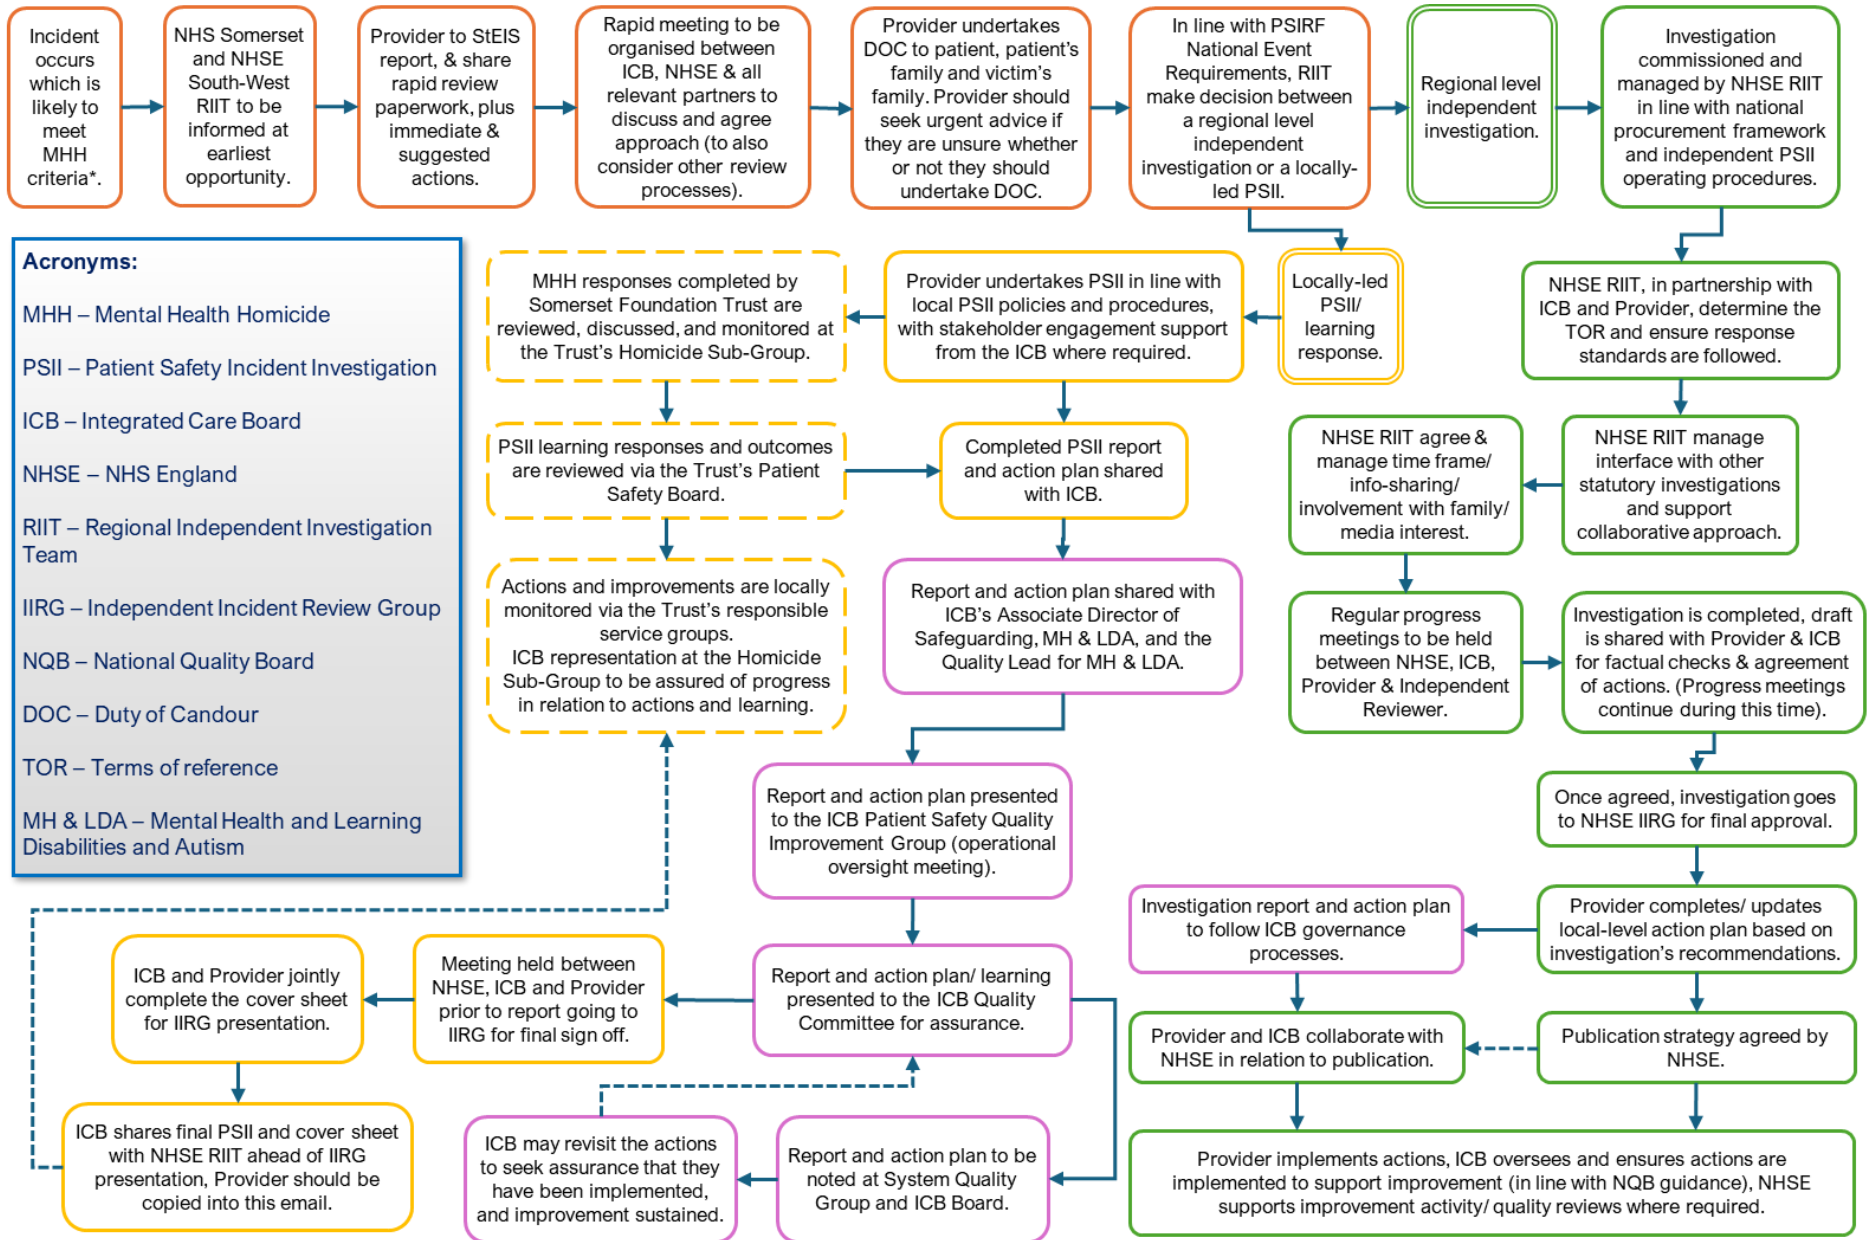 Incident
occurs
which is
likely to
meet
MHH
criteria*.
NHS Somerset
and NHSE
South-West
RIIT to be
informed at
earliest
opportunity.
Provider to StEIS
report, & share
rapid review
paperwork, plus
immediate &
suggested
actions.
Rapid meeting to be
organised between
ICB, NHSE & all
relevant partners to
discuss and agree
approach (to also
consider other review
processes).
Provider undertakes
DOC to patient, patient's
family and victim's
family. Provider should
seek urgent advice if
they are unsure whether
or not they should
undertake DOC.
In line with PSIRF
National Event
Requirements, RIIT
make decision between
a regional level
independent
investigation or a locally-
led PSII.
Regional level
independent
investigation.
Investigation
commissioned and
managed by NHSE RIIT
in line with national
procurement framework
and independent PSII
operating procedures.
Acronyms:
MHH – Mental Health Homicide
PSII – Patient Safety Incident Investigation
ICB – Integrated Care Board
NHSE – NHS England
RIIT – Regional Independent Investigation
Team
IIRG – Independent Incident Review Group
NQB – National Quality Board
DOC – Duty of Candour
TOR – Terms of reference
MH & LDA – Mental Health and Learning
Disabilities and Autism
MHH responses completed by
Somerset Foundation Trust are
reviewed, discussed, and monitored at
the Trust's Homicide Sub-Group.
Provider undertakes PSII in line with
local PSII policies and procedures,
with stakeholder engagement support
from the ICB where required.
Locally-led
PSII/
learning
response.
NHSE RIIT, in partnership with
ICB and Provider, determine the
TOR and ensure response
standards are followed.
PSII learning responses and outcomes
are reviewed via the Trust's Patient
Safety Board.
Completed PSII report
and action plan shared
with ICB.
NHSE RIIT agree &
manage time frame/
info-sharing/
involvement with family/
media interest.
NHSE RIIT manage
interface with other
statutory investigations
and support
collaborative approach.
Actions and improvements are locally
monitored via the Trust's responsible
service groups.
ICB representation at the Homicide
Sub-Group to be assured of progress
in relation to actions and learning.
Report and action plan shared with
ICB's Associate Director of
Safeguarding, MH & LDA, and the
Quality Lead for MH & LDA.
Regular progress
meetings to be held
between NHSE, ICB,
Provider & Independent
Reviewer.
Investigation is completed, draft
is shared with Provider & ICB
for factual checks & agreement
of actions. (Progress meetings
continue during this time).
Report and action plan presented
to the ICB Patient Safety Quality
Improvement Group (operational
oversight meeting).
Once agreed, investigation goes
to NHSE IIRG for final approval.
Investigation report and action plan
to follow ICB governance
processes.
Provider completes/ updates
local-level action plan based on
investigation's recommendations.
ICB and Provider jointly
complete the cover sheet
for IIRG presentation.
Meeting held between
NHSE, ICB and Provider
prior to report going to
IIRG for final sign off.
Report and action plan/ learning
presented to the ICB Quality
Committee for assurance.
Provider and ICB collaborate with
NHSE in relation to publication.
Publication strategy agreed by
NHSE.
ICB shares final PSII and cover sheet
with NHSE RIIT ahead of IIRG
presentation, Provider should be
copied into this email.
ICB may revisit the actions
to seek assurance that they
have been implemented,
and improvement sustained.
Report and action plan to be
noted at System Quality
Group and ICB Board.
Provider implements actions, ICB oversees and ensures actions are
implemented to support improvement (in line with NQB guidance), NHSE
supports improvement activity/ quality reviews where required.